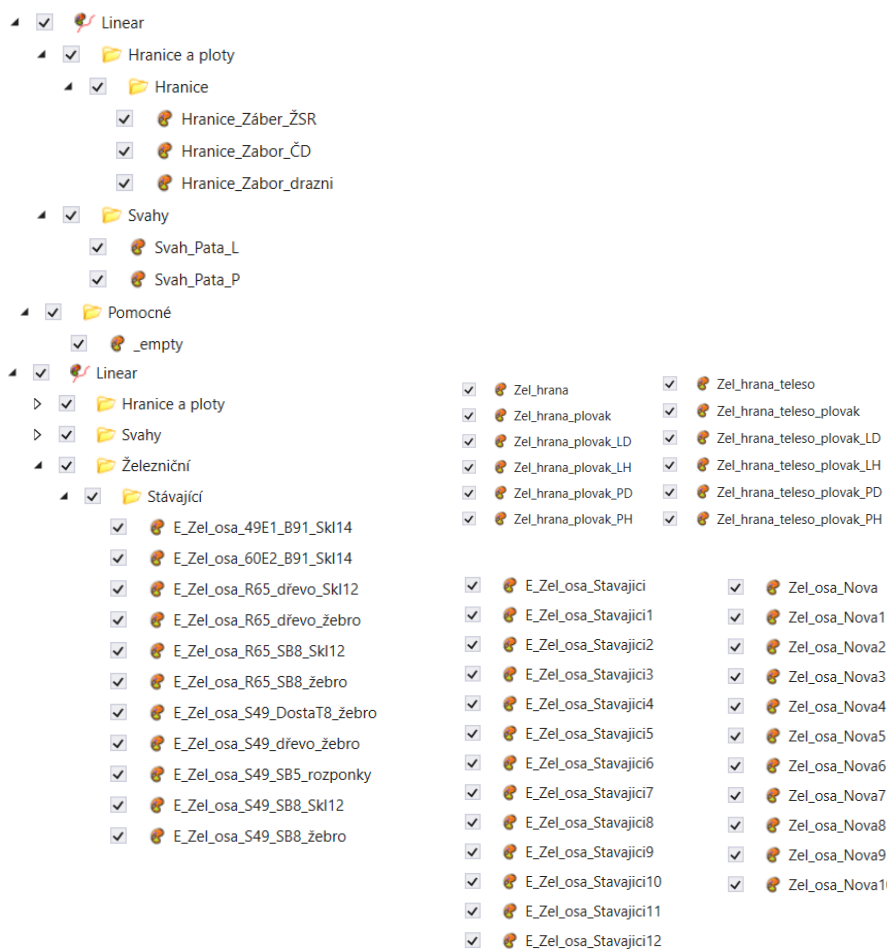 Linear
Hranice a ploty
Hranice
Hranice_Záber_ŽSR
Hranice_Zabor_ČD
Hranice_Zabor_drazni
Svahy
Svah_Pata_L
Svah_Pata_P
Pomocné
_empty
Linear
Hranice a ploty
Svahy
Železniční
Stávající
E_Zel_osa_49E1_B91_Skl14
E_Zel_osa_60E2_B91_Skl14
E_Zel_osa_R65_dřevo_Skl12
E_Zel_osa_R65_dřevo_žebro
E_Zel_osa_R65_SB8_Skl12
E_Zel_osa_R65_SB8_žebro
E_Zel_osa_S49_DostaT8_žebro
E_Zel_osa_S49_dřevo_žebro
E_Zel_osa_S49_SB5_rozponky
E_Zel_osa_S49_SB8_Skl12
E_Zel_osa_S49_SB8_žebro
Zel_hrana
Zel_hrana_plovak
Zel_hrana_plovak_LD
Zel_hrana_plovak_LH
Zel_hrana_plovak_PD
Zel_hrana_plovak_PH
Zel_hrana_teleso
Zel_hrana_teleso_plovak
Zel_hrana_teleso_plovak_LD
Zel_hrana_teleso_plovak_LH
Zel_hrana_teleso_plovak_PD
Zel_hrana_teleso_plovak_PH
E_Zel_osa_Stavajici
E_Zel_osa_Stavajici1
E_Zel_osa_Stavajici2
E_Zel_osa_Stavajici3
E_Zel_osa_Stavajici4
E_Zel_osa_Stavajici5
E_Zel_osa_Stavajici6
E_Zel_osa_Stavajici7
E_Zel_osa_Stavajici8
E_Zel_osa_Stavajici9
E_Zel_osa_Stavajici10
E_Zel_osa_Stavajici11
E_Zel_osa_Stavajici12
Zel_osa_Nova
Zel_osa_Nova1
Zel_osa_Nova2
Zel_osa_Nova3
Zel_osa_Nova4
Zel_osa_Nova5
Zel_osa_Nova6
Zel_osa_Nova7
Zel_osa_Nova8
Zel_osa_Nova9
Zel_osa_Nova10